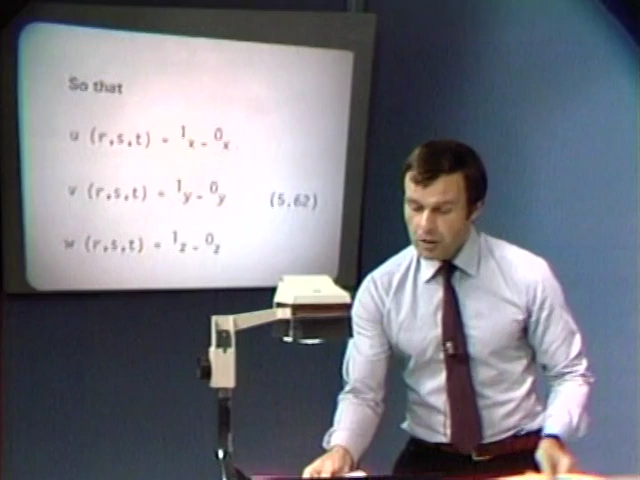 So that
u (r,s,t) = ¹x - ⁰x
v (r,s,t) = ¹y - ⁰y (5.62)
w (r,s,t) = ¹z - ⁰z